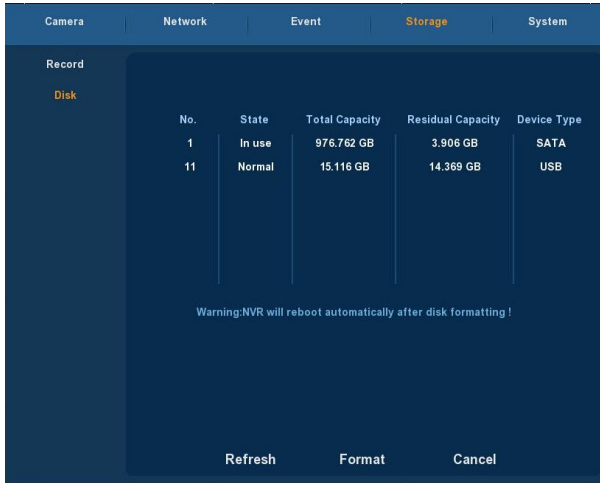 Camera Network Event Storage System
Record
Disk
No. State Total Capacity Residual Capacity Device Type
1 In use 976.762 GB 3.906 GB SATA
11 Normal 15.116 GB 14.369 GB USB
Warning:NVR will reboot automatically after disk formatting !
Refresh Format Cancel